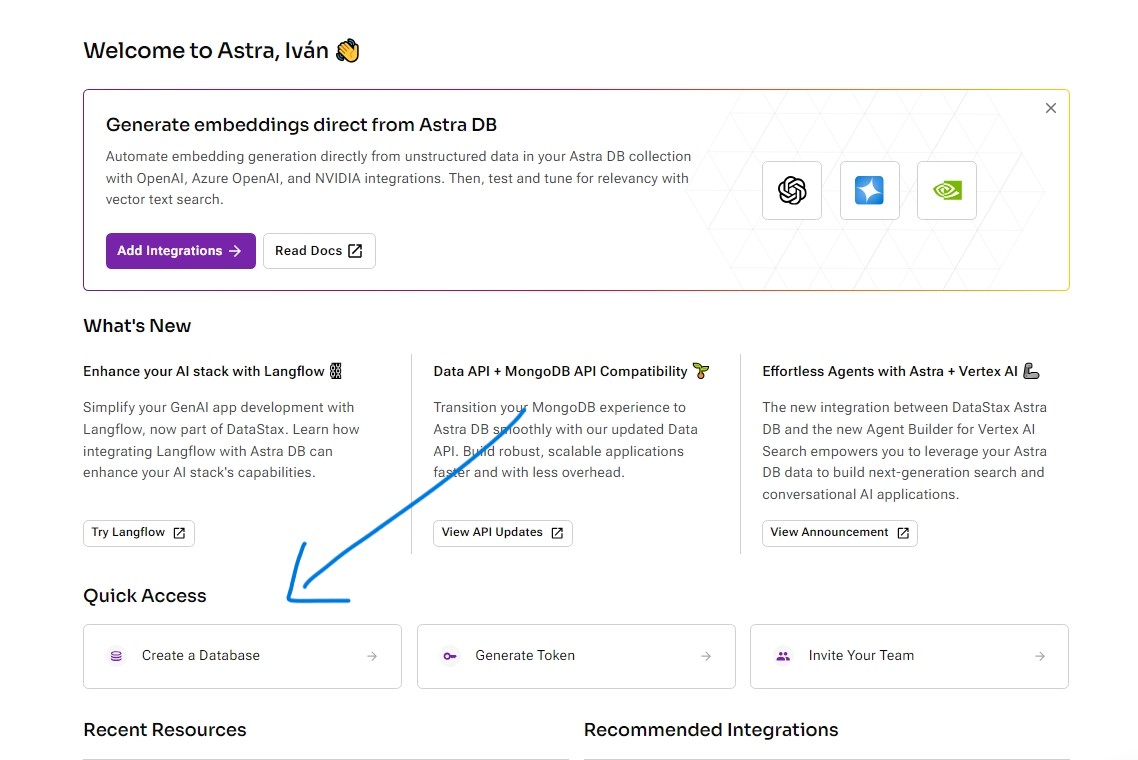 Welcome to Astra, Iván 👋
Generate embeddings direct from Astra DB
Automate embedding generation directly from unstructured data in your Astra DB collection
with OpenAI, Azure OpenAI, and NVIDIA integrations. Then, test and tune for relevancy with
vector text search.
Add Integrations →
Read Docs
What's New
Enhance your AI stack with Langflow ⛓️
Simplify your GenAI app development with
Langflow, now part of DataStax. Learn how
integrating Langflow with Astra DB can
enhance your AI stack's capabilities.
Try Langflow
Data API + MongoDB API Compatibility 🌱
Transition your MongoDB experience to
Astra DB smoothly with our updated Data
API. Build robust, scalable applications
faster and with less overhead.
View API Updates
Effortless Agents with Astra + Vertex AI 🦾
The new integration between DataStax Astra
DB and the new Agent Builder for Vertex AI
Search empowers you to leverage your Astra
DB data to build next-generation search and
conversational AI applications.
View Announcement
Quick Access
Create a Database →
Generate Token →
Invite Your Team →
Recent Resources
Recommended Integrations